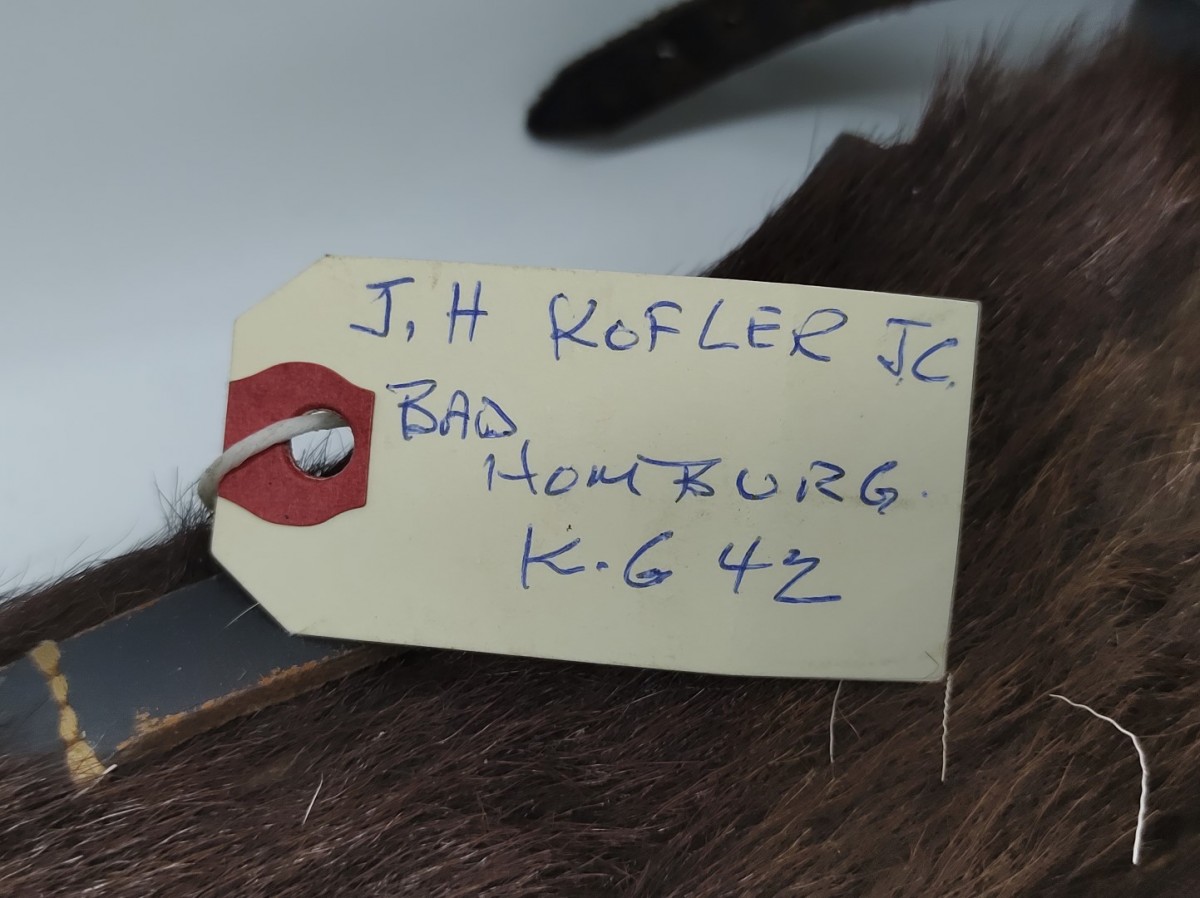 J. H KOFLER J.C.
BAD
HOMBURG.
K.G 42